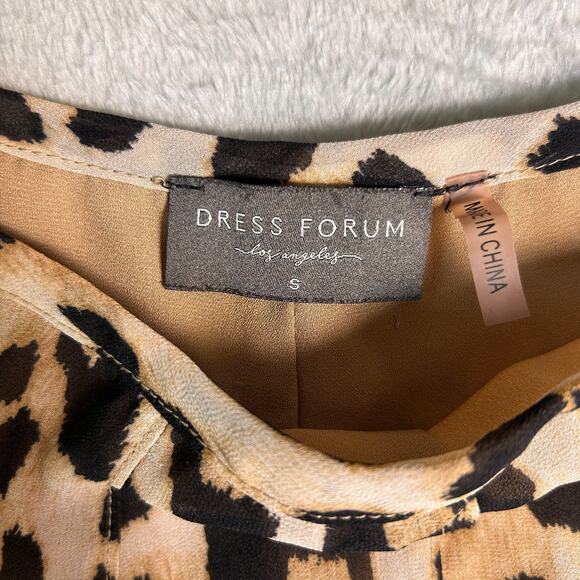 DRESS FORUM
los angeles
S
MADE IN CHINA